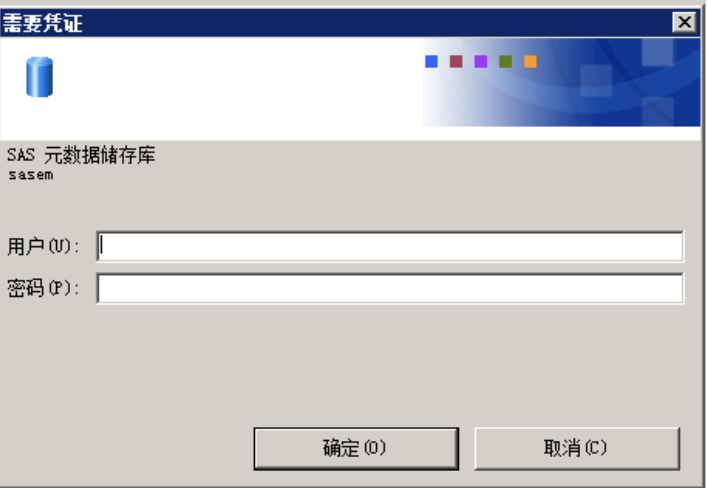 需要凭证
SAS 元数据储存库
sasem
用户(U):
密码(P):
确定(O)
取消(C)